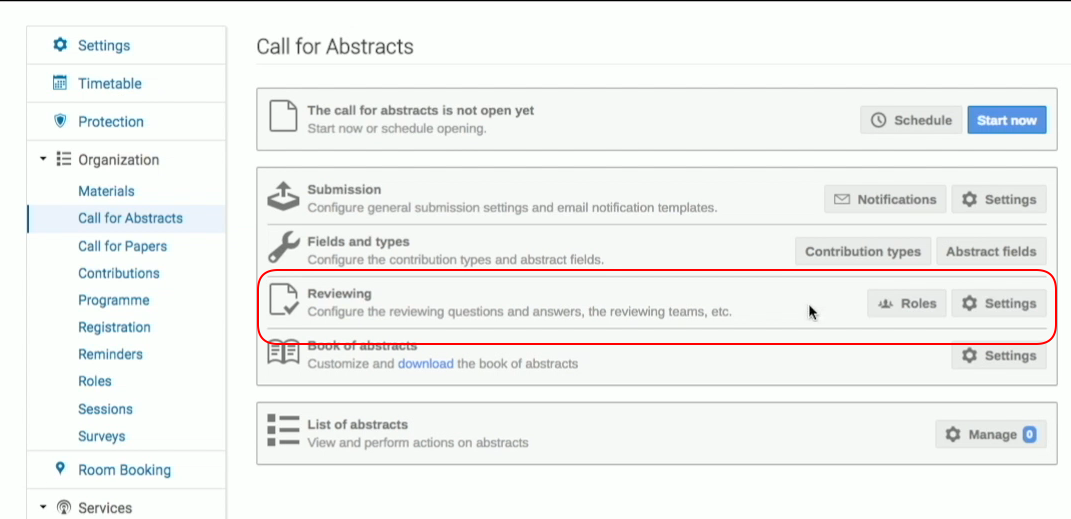 Settings
Timetable
Protection
Organization
Materials
Call for Abstracts
Call for Papers
Contributions
Programme
Registration
Reminders
Roles
Sessions
Surveys
Room Booking
Services
Call for Abstracts
The call for abstracts is not open yet
Start now or schedule opening.
Schedule
Start now
Submission
Configure general submission settings and email notification templates.
Notifications
Settings
Fields and types
Configure the contribution types and abstract fields.
Contribution types
Abstract fields
Reviewing
Configure the reviewing questions and answers, the reviewing teams, etc.
Roles
Settings
Book of abstracts
Customize and download the book of abstracts
Settings
List of abstracts
View and perform actions on abstracts
Manage 0